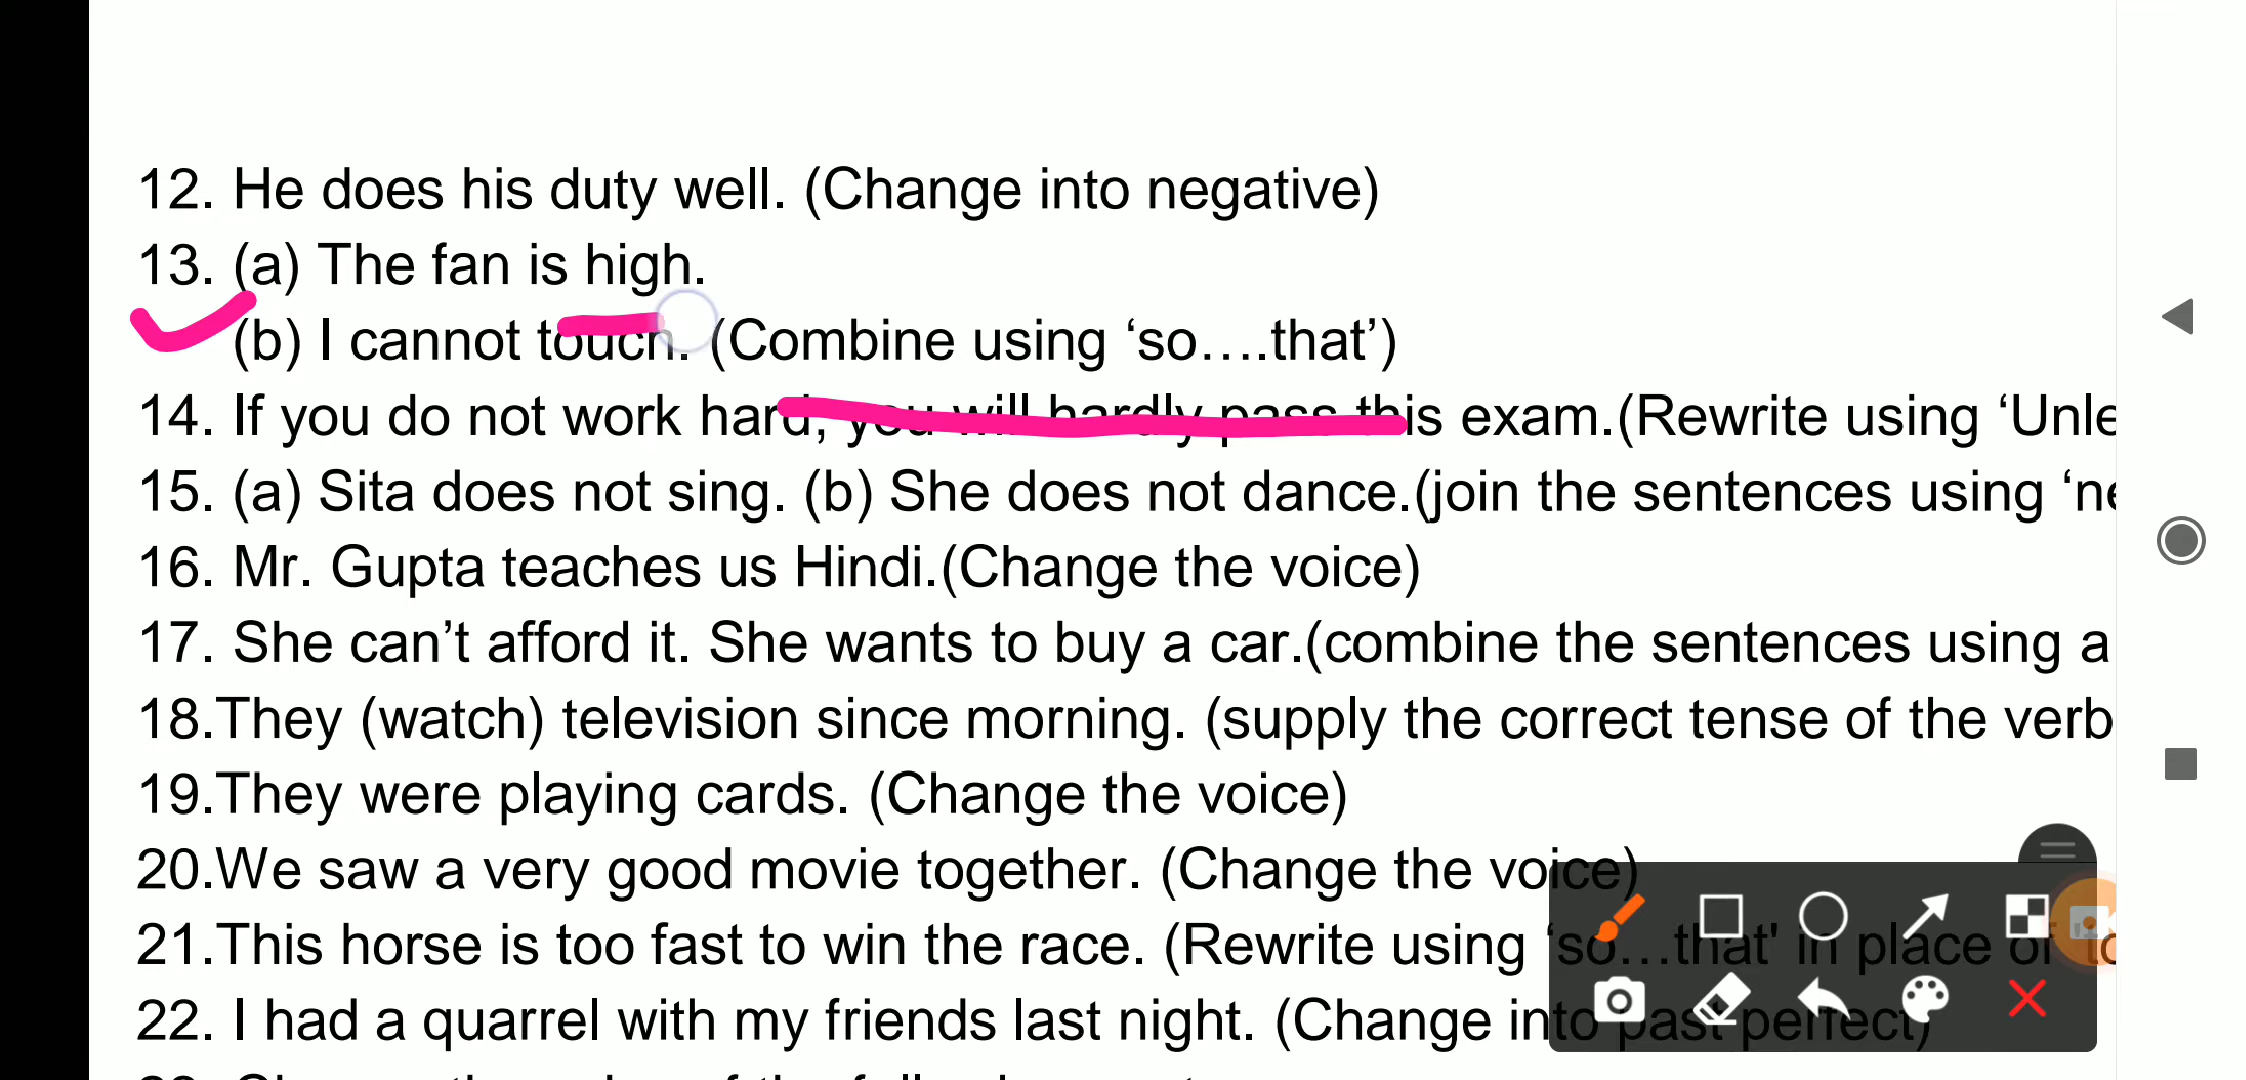 12. He does his duty well. (Change into negative)
13. (a) The fan is high.
(b) I cannot touch. (Combine using ‘so….that’)
14. If you do not work hard, you will hardly pass this exam.(Rewrite using ‘Unle
15. (a) Sita does not sing. (b) She does not dance.(join the sentences using ‘ne
16. Mr. Gupta teaches us Hindi.(Change the voice)
17. She can’t afford it. She wants to buy a car.(combine the sentences using a
18.They (watch) television since morning. (supply the correct tense of the verb
19.They were playing cards. (Change the voice)
20.We saw a very good movie together. (Change the voice)
21.This horse is too fast to win the race. (Rewrite using ‘so…that' in place of 'to
22. I had a quarrel with my friends last night. (Change into past perfect)